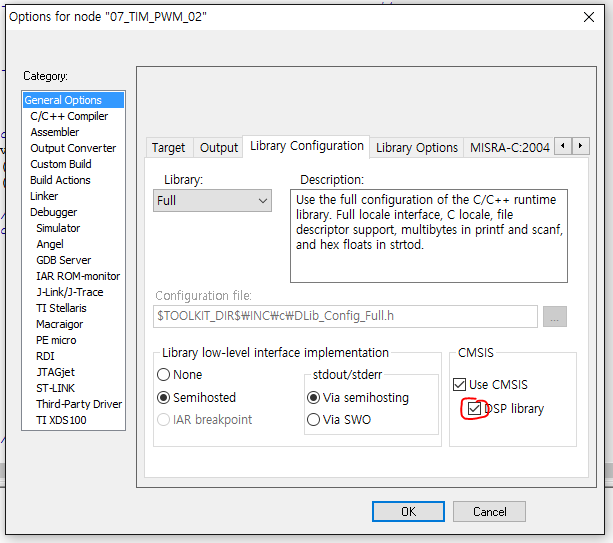 Options for node "07_TIM_PWM_02"
Category:
General Options
C/C++ Compiler
Assembler
Output Converter
Custom Build
Build Actions
Linker
Debugger
Simulator
Angel
GDB Server
IAR ROM-monitor
J-Link/J-Trace
TI Stellaris
Macraigor
PE micro
RDI
JTAGjet
ST-LINK
Third-Party Driver
TI XDS100
Target Output Library Configuration Library Options MISRA-C:2004
Library:
Full
Description:
Use the full configuration of the C/C++ runtime
library. Full locale interface, C locale, file
descriptor support, multibytes in printf and scanf,
and hex floats in strtod.
Configuration file:
$TOOLKIT_DIR$₩INC₩c₩DLib_Config_Full.h
...
Library low-level interface implementation
None
Semihosted
IAR breakpoint
stdout/stderr
Via semihosting
Via SWO
CMSIS
Use CMSIS
DSP library
OK
Cancel